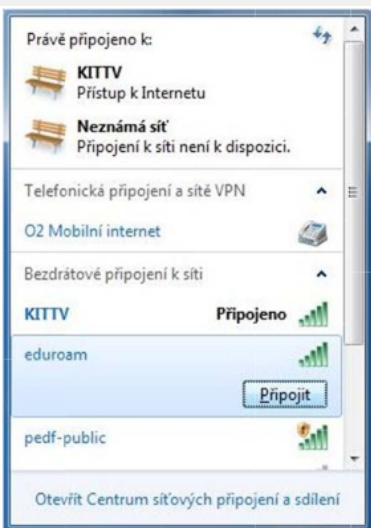 Právě připojeno k:
KITTV
Přístup k Internetu
Neznámá síť
Připojení k síti není k dispozici.
Telefonická připojení a sítě VPN
O2 Mobilní internet
Bezdrátové připojení k síti
KITTV Připojeno
eduroam
Připojit
pedf-public
Otevřít Centrum síťových připojení a sdílení